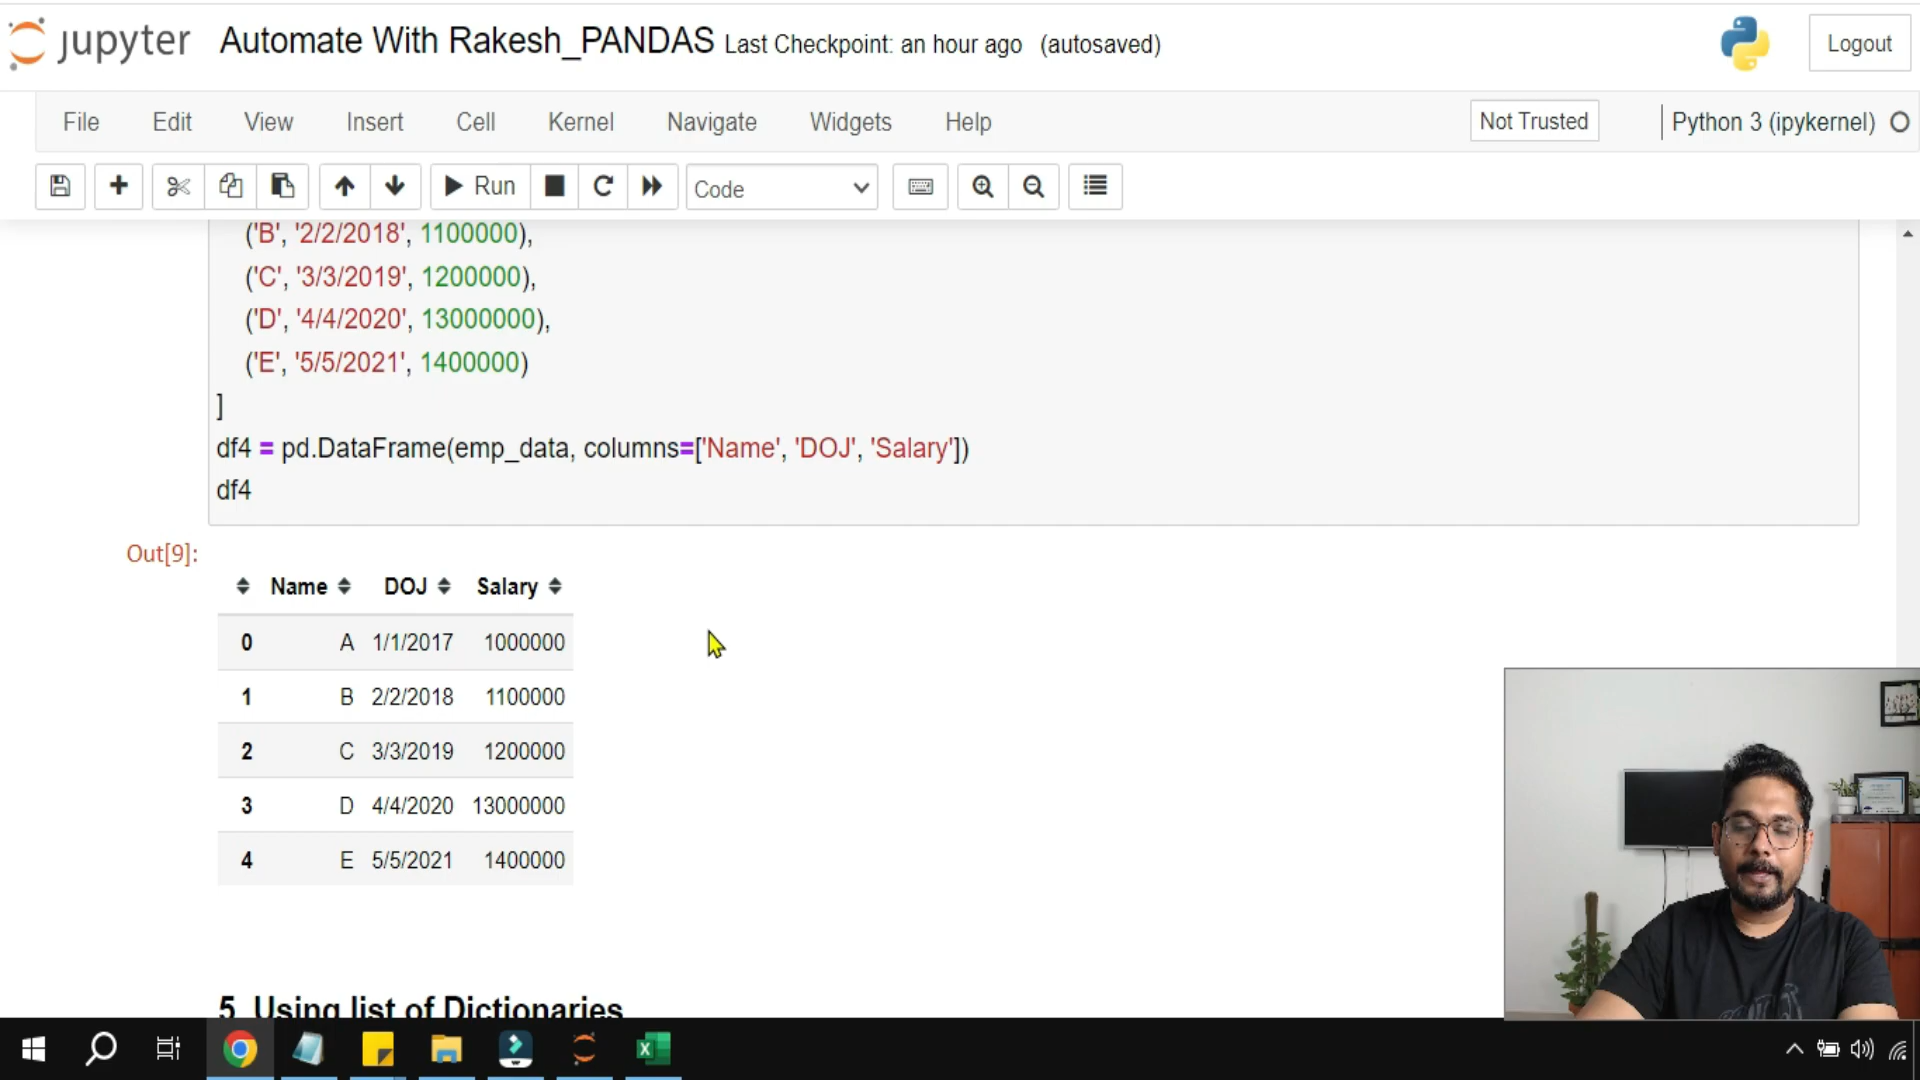 jupyter Automate With Rakesh_PANDAS Last Checkpoint: an hour ago (autosaved) Logout
File Edit View Insert Cell Kernel Navigate Widgets Help Not Trusted Python 3 (ipykernel)
Run Code
('B', '2/2/2018', 1100000),
('C', '3/3/2019', 1200000),
('D', '4/4/2020', 13000000),
('E', '5/5/2021', 1400000)
]
df4 = pd.DataFrame(emp_data, columns=['Name', 'DOJ', 'Salary'])
df4
Out[9]:
Name DOJ Salary
0 A 1/1/2017 1000000
1 B 2/2/2018 1100000
2 C 3/3/2019 1200000
3 D 4/4/2020 13000000
4 E 5/5/2021 1400000
5. Using list of Dictionaries